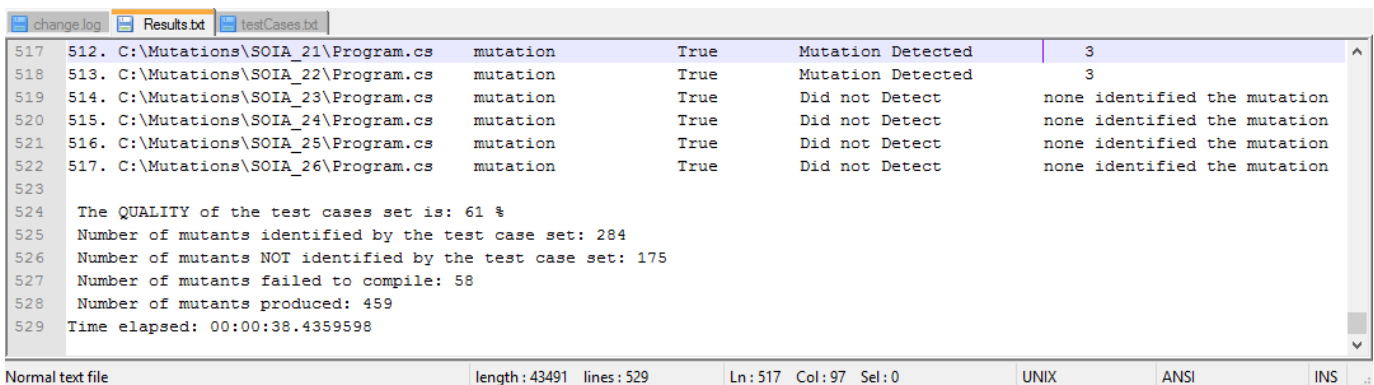 change.log Results.txt testCases.txt
517 512. C:\Mutations\SOIA_21\Program.cs mutation True Mutation Detected 3
518 513. C:\Mutations\SOIA_22\Program.cs mutation True Mutation Detected 3
519 514. C:\Mutations\SOIA_23\Program.cs mutation True Did not Detect none identified the mutation
520 515. C:\Mutations\SOIA_24\Program.cs mutation True Did not Detect none identified the mutation
521 516. C:\Mutations\SOIA_25\Program.cs mutation True Did not Detect none identified the mutation
522 517. C:\Mutations\SOIA_26\Program.cs mutation True Did not Detect none identified the mutation
523
524 The QUALITY of the test cases set is: 61 %
525 Number of mutants identified by the test case set: 284
526 Number of mutants NOT identified by the test case set: 175
527 Number of mutants failed to compile: 58
528 Number of mutants produced: 459
529 Time elapsed: 00:00:38.4359598
Normal text file length : 43491 lines : 529 Ln : 517 Col : 97 Sel : 0 UNIX ANSI INS